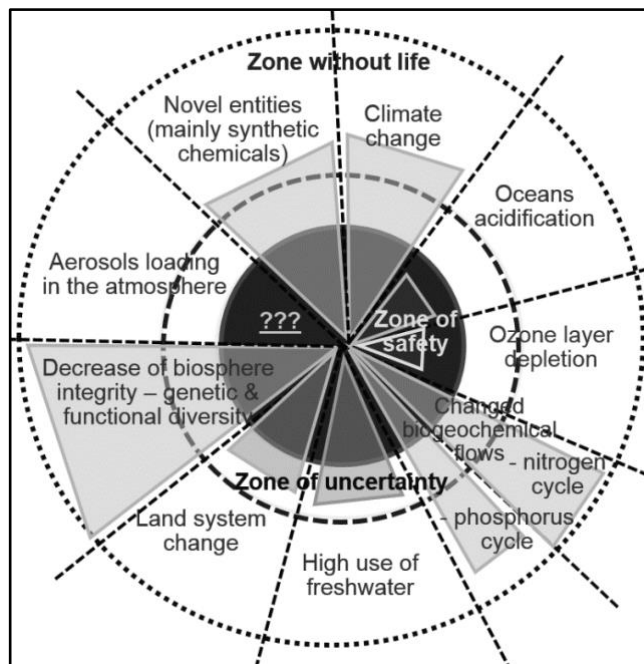 Zone without life
Novel entities
(mainly synthetic
chemicals)
Climate
change
Oceans
acidification
Aerosols loading
in the atmosphere
???
Zone of
safety
Ozone layer
depletion
Decrease of biosphere
integrity – genetic &
functional diversity
Changed
biogeochemical
flows
- nitrogen
cycle
- phosphorus
cycle
Zone of uncertainty
Land system
change
High use of
freshwater